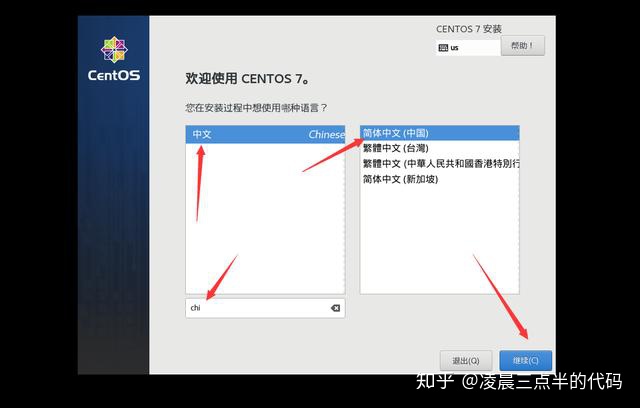 CENTOS 7 安装
us
帮助！
CentOS
欢迎使用 CENTOS 7。
您在安装过程中想使用哪种语言？
中文 Chinese
简体中文 (中国)
繁體中文 (台灣)
繁體中文 (中華人民共和國香港特別行
简体中文 (新加坡)
chi
退出(Q)
继续(C)
知乎 @凌晨三点半的代码